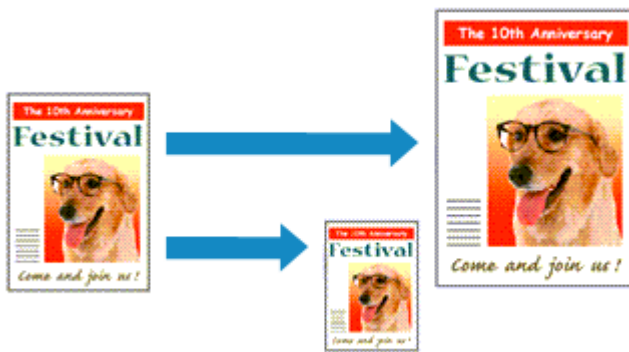 The 10th Anniversary
Festival
Come and join us!
The 10th Anniversary
Festival
Come and join us!
The 10th Anniversary
Festival
Come and join us!